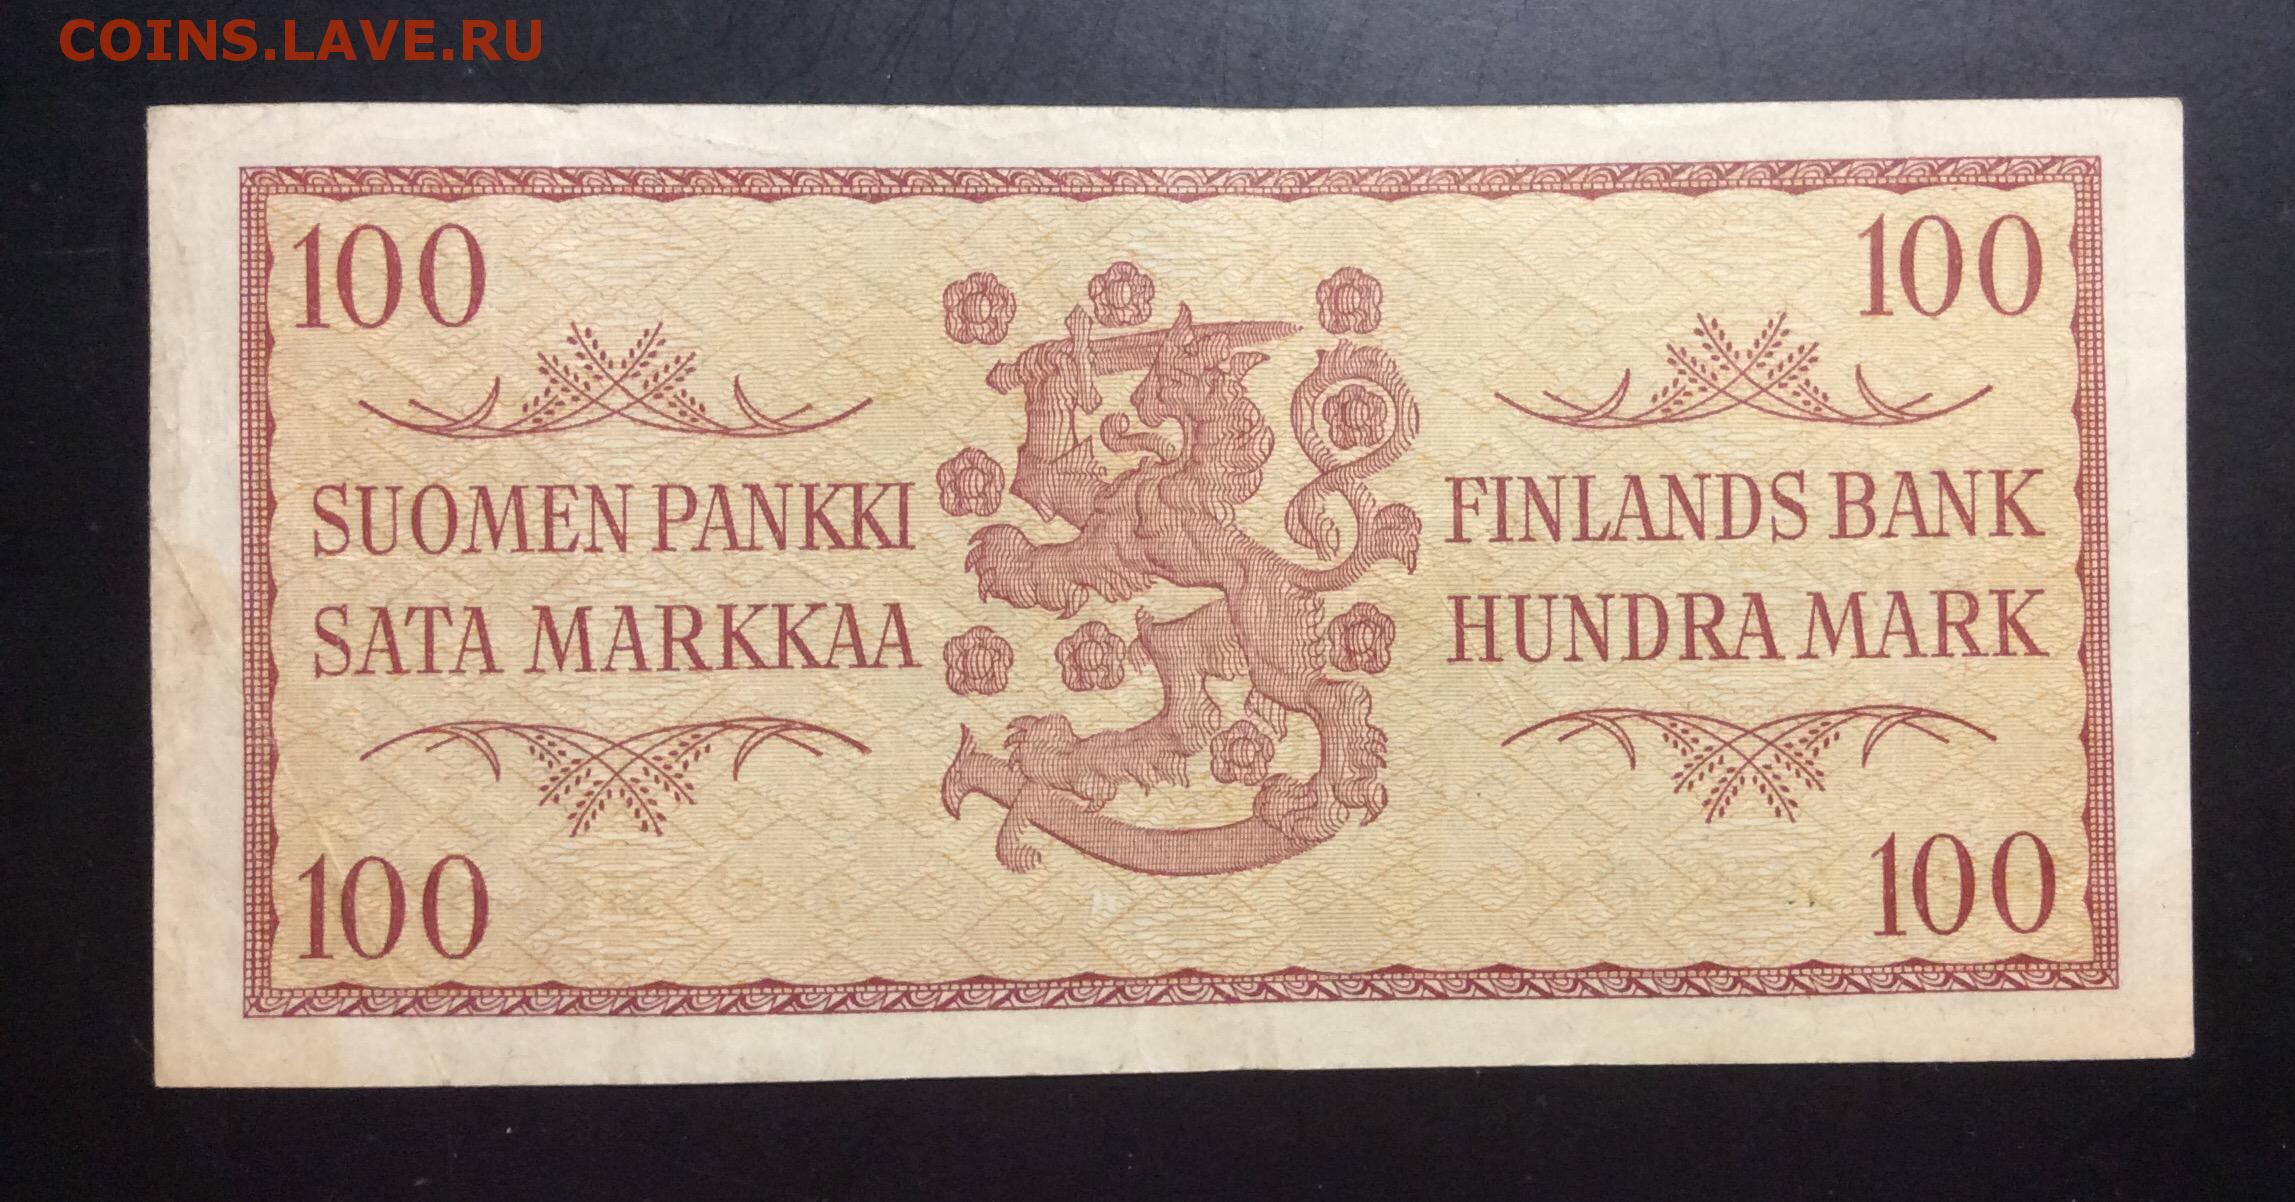 COINS.LAVE.RU
100
100
SUOMEN PANKKI
SATA MARKKAA
FINLANDS BANK
HUNDRA MARK
100
100